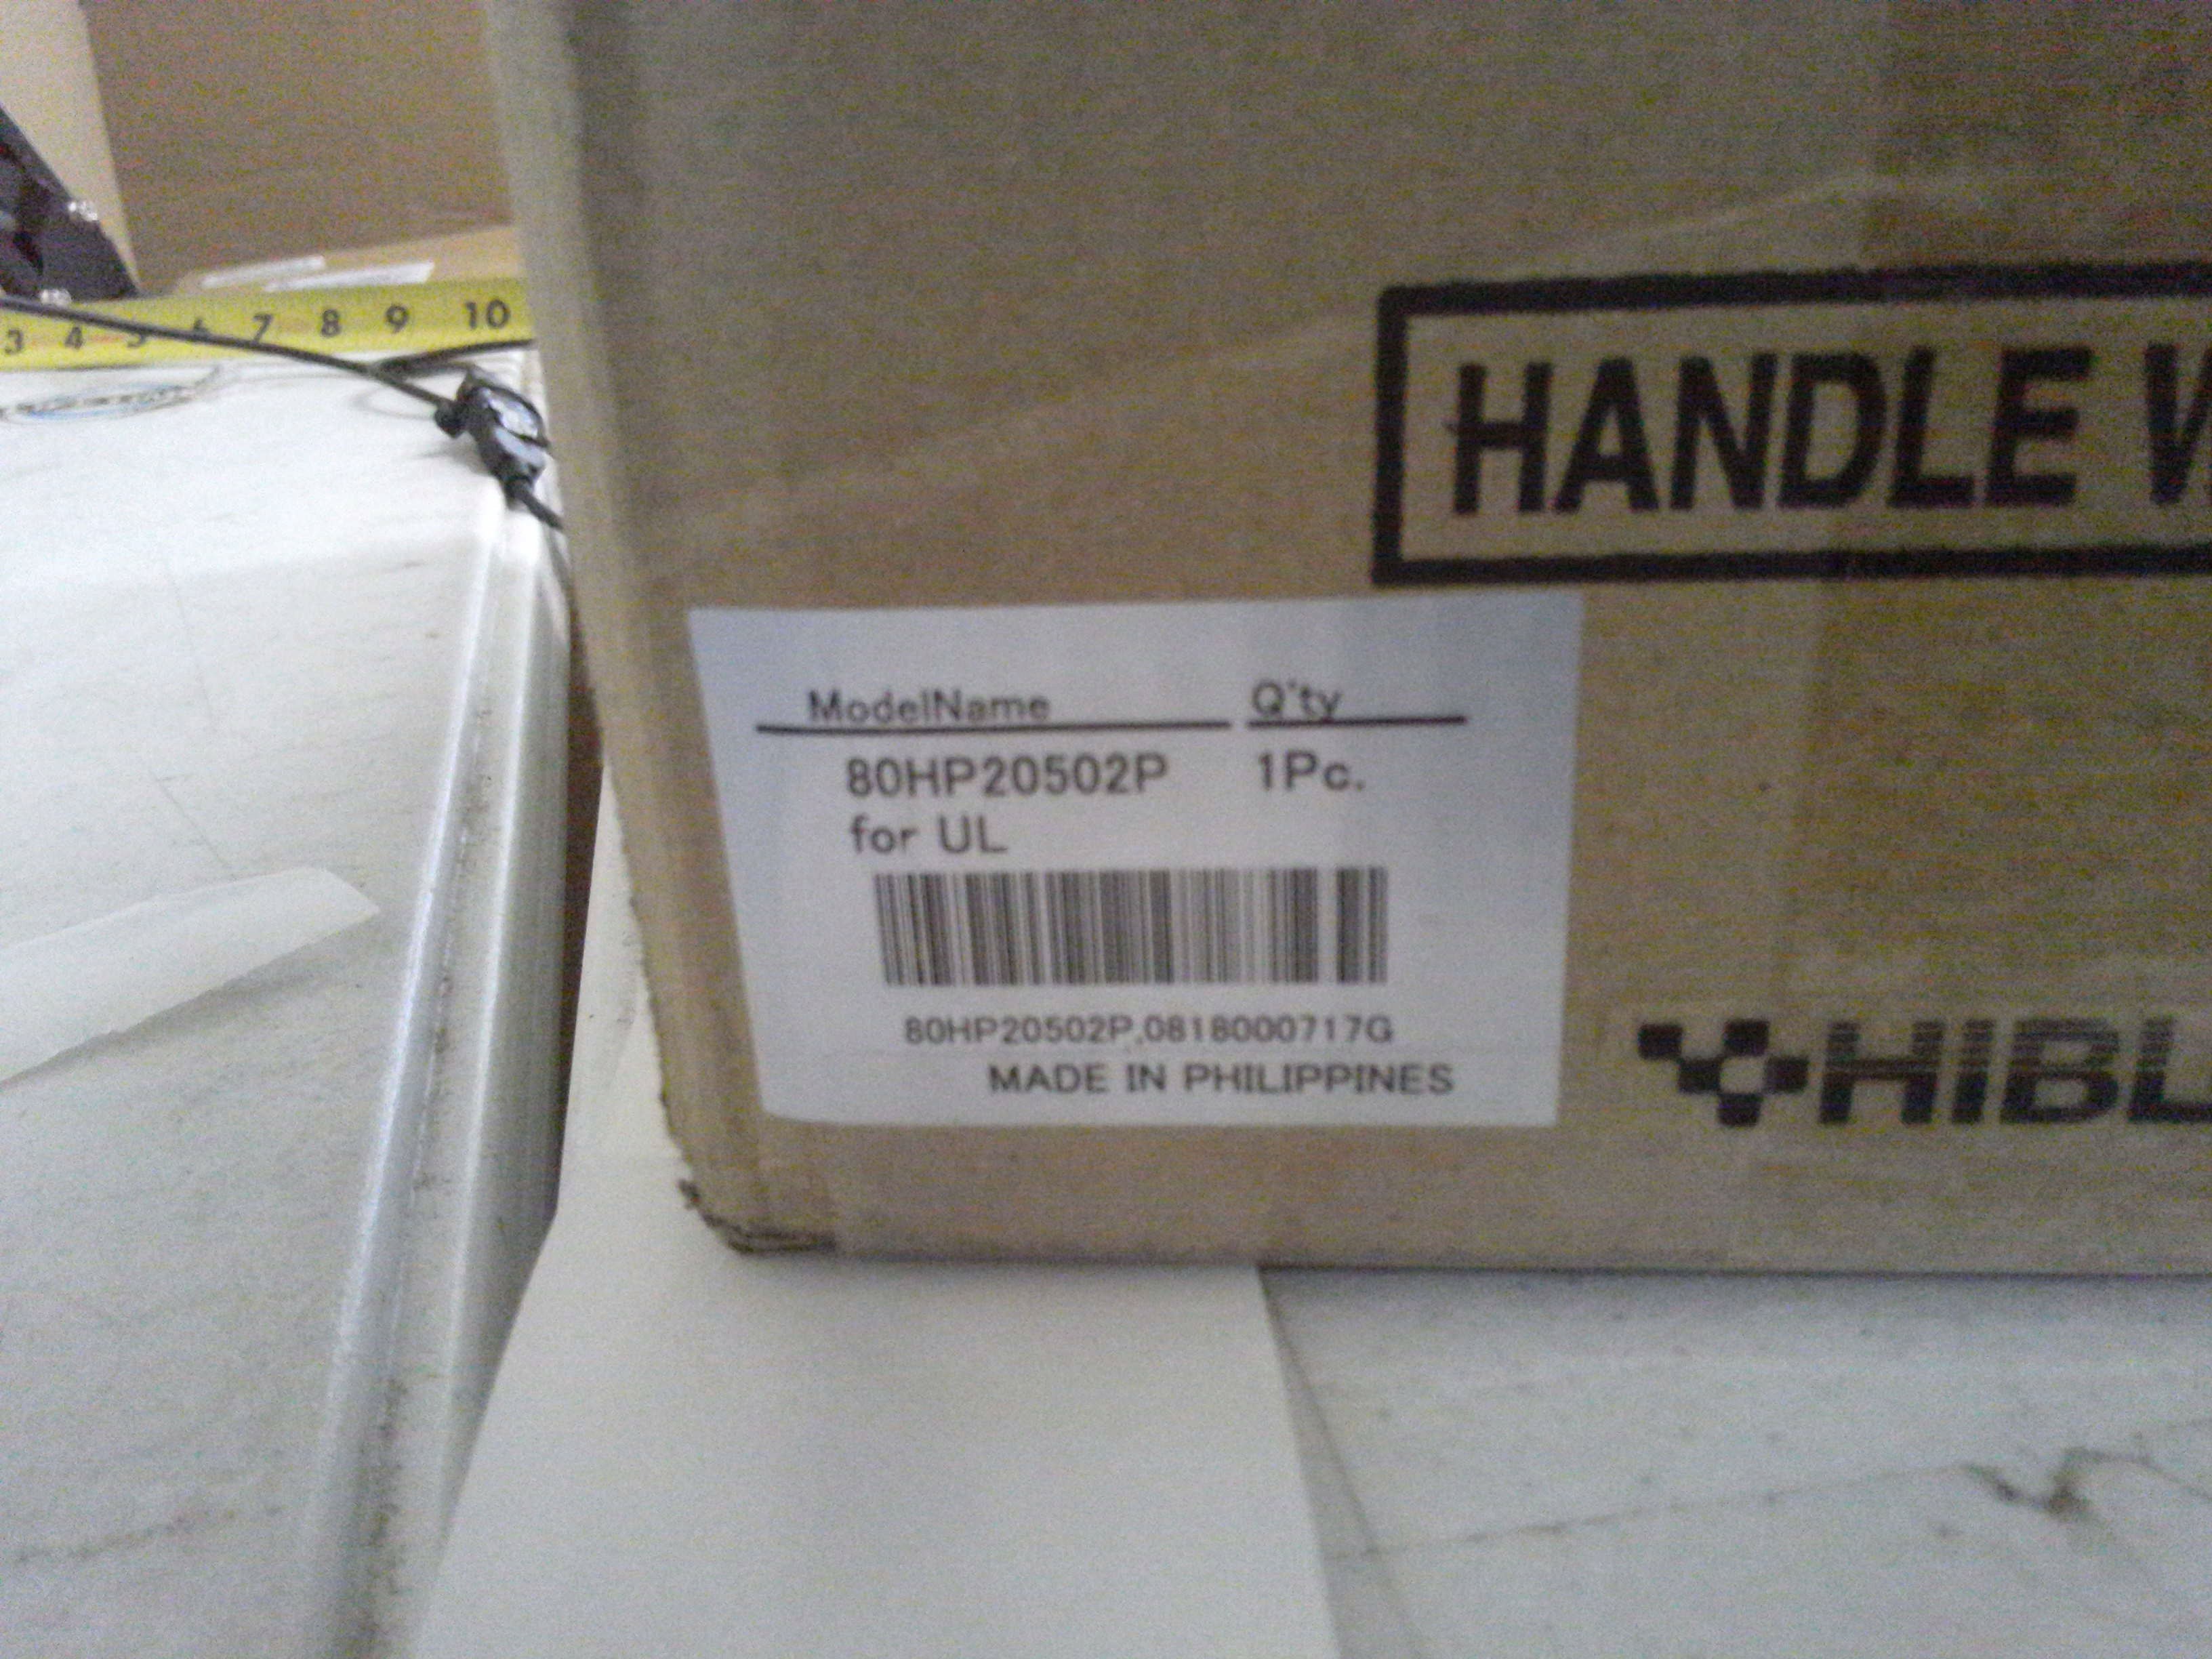 3 4 5 6 7 8 9 10
HANDLE
ModelName Q'ty
80HP20502P 1Pc.
for UL
80HP20502P,0818000717G
MADE IN PHILIPPINES
HIBL